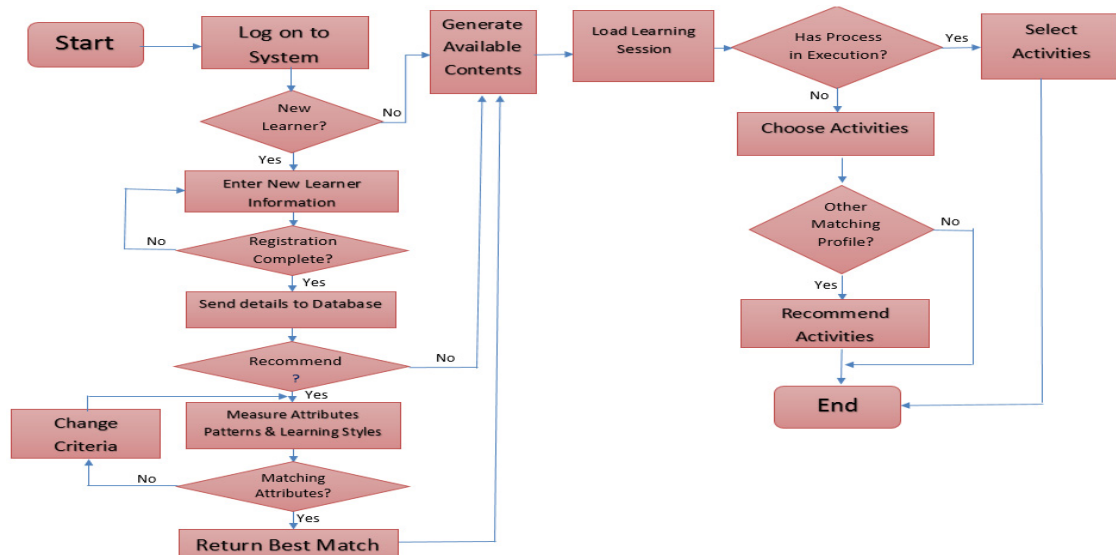 Start
Log on to
System
New
Learner?
No
Yes
Enter New Learner
Information
Registration
Complete?
No
Yes
Send details to Database
Recommend
?
No
Yes
Measure Attributes
Patterns & Learning Styles
Change
Criteria
Matching
Attributes?
No
Yes
Return Best Match
Generate
Available
Contents
Load Learning
Session
Has Process
in Execution?
Yes
Select
Activities
No
Choose Activities
Other
Matching
Profile?
No
Yes
Recommend
Activities
End